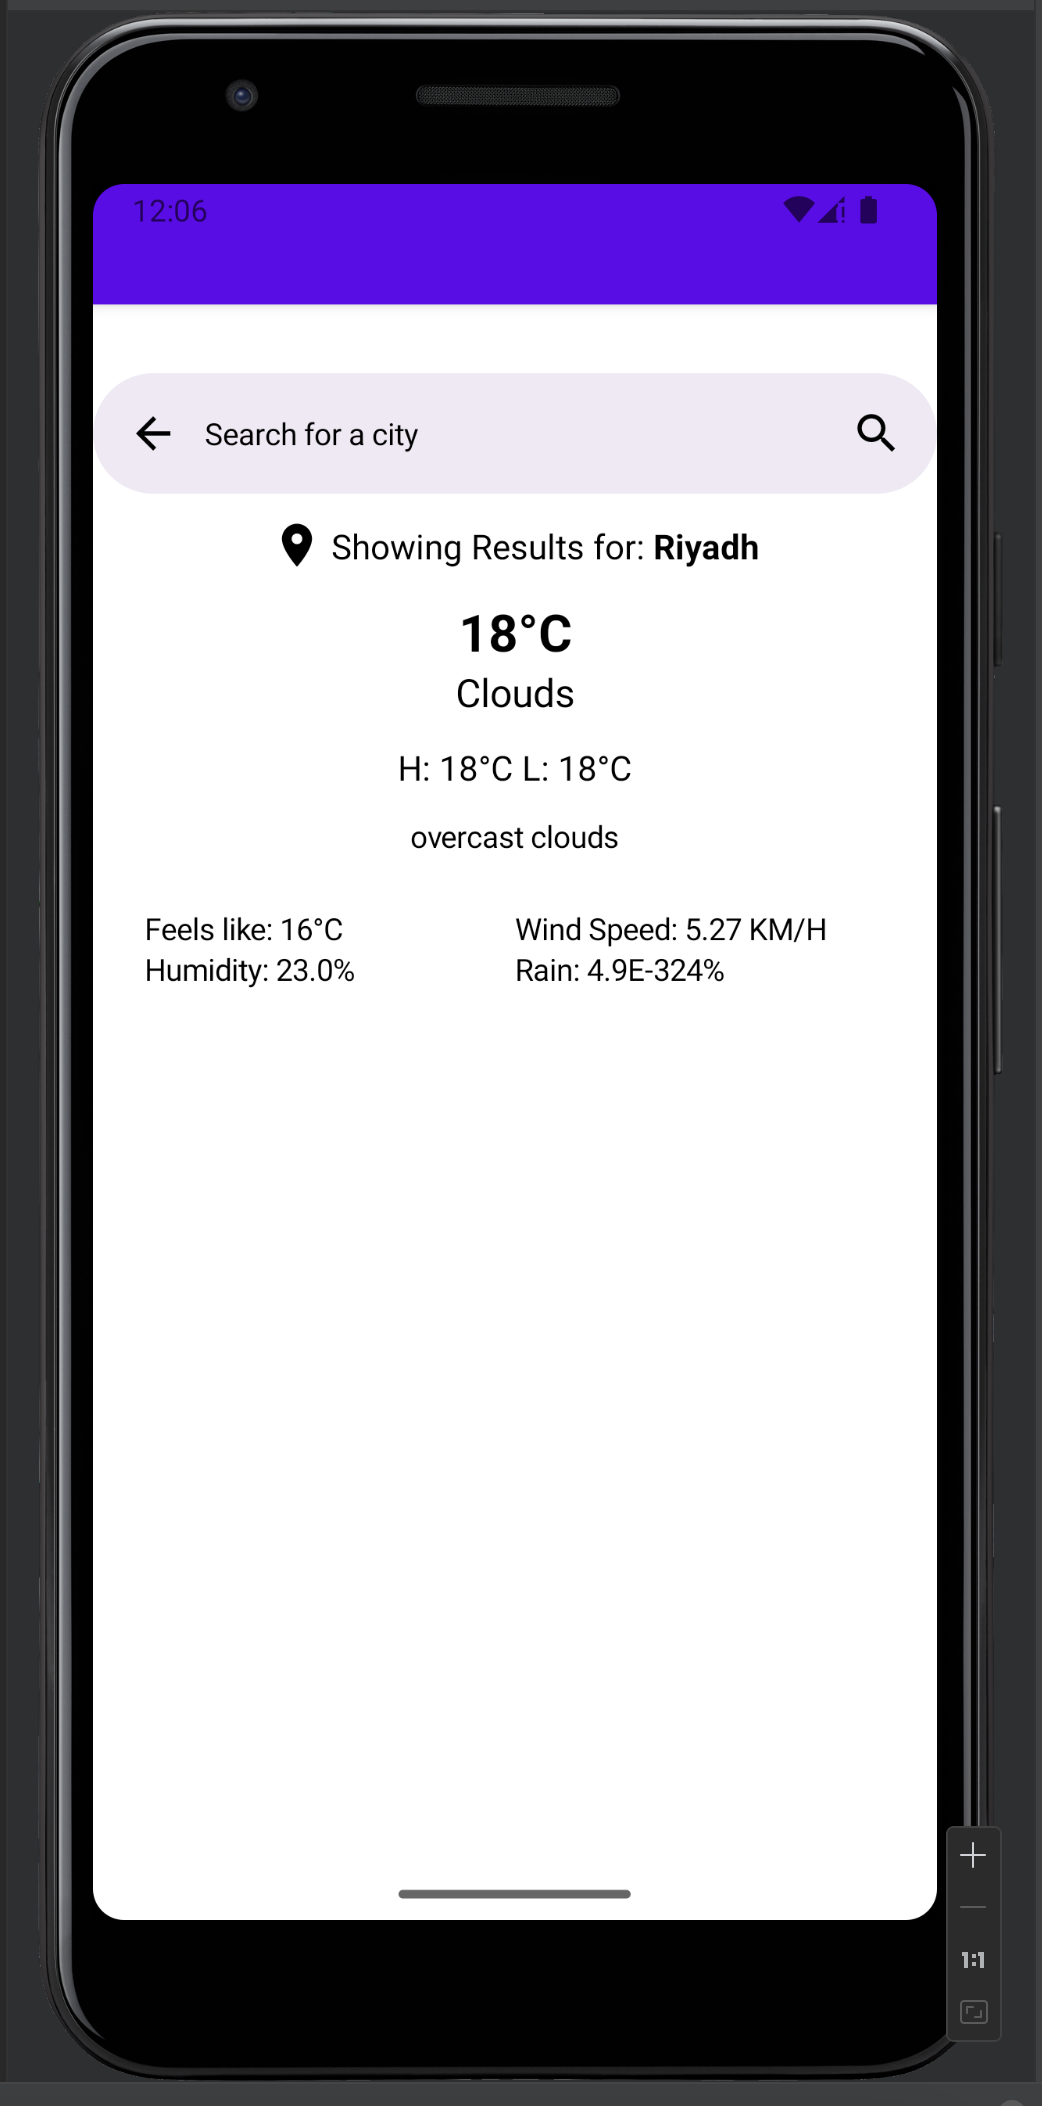 12:06
Search for a city
Showing Results for: Riyadh
18°C
Clouds
H: 18°C L: 18°C
overcast clouds
Feels like: 16°C
Wind Speed: 5.27 KM/H
Humidity: 23.0%
Rain: 4.9E-324%
1:1